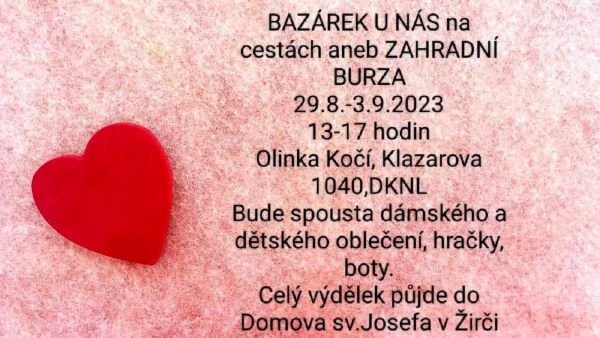 BAZÁREK U NÁS na
cestách aneb ZAHRADNÍ
BURZA
29.8.-3.9.2023
13-17 hodin
Olinka Kočí, Klazarova
1040,DKNL
Bude spousta dámského a
dětského oblečení, hračky,
boty.
Celý výdělek půjde do
Domova sv.Josefa v Žirči